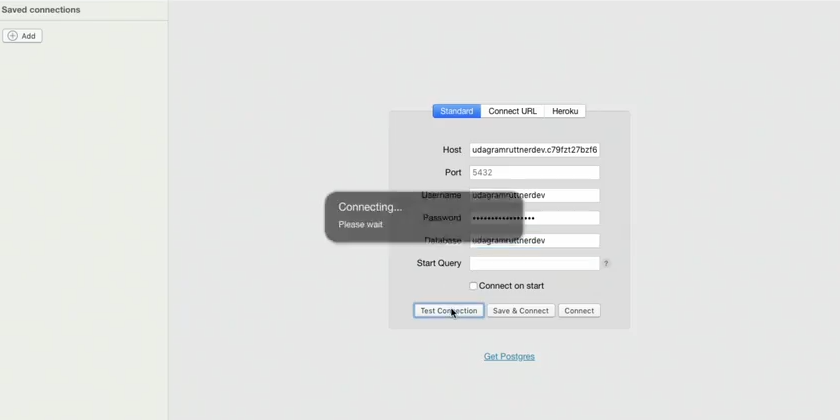 Saved connections
Add
Standard Connect URL Heroku
Host udagramruttnerdev.c79fzt27bzf6
Port 5432
Username udagramruttnerdev
Connecting...
Password •••••••••••••••••
Please wait
Database udagramruttnerdev
Start Query ?
Connect on start
Test Connection Save & Connect Connect
Get Postgres